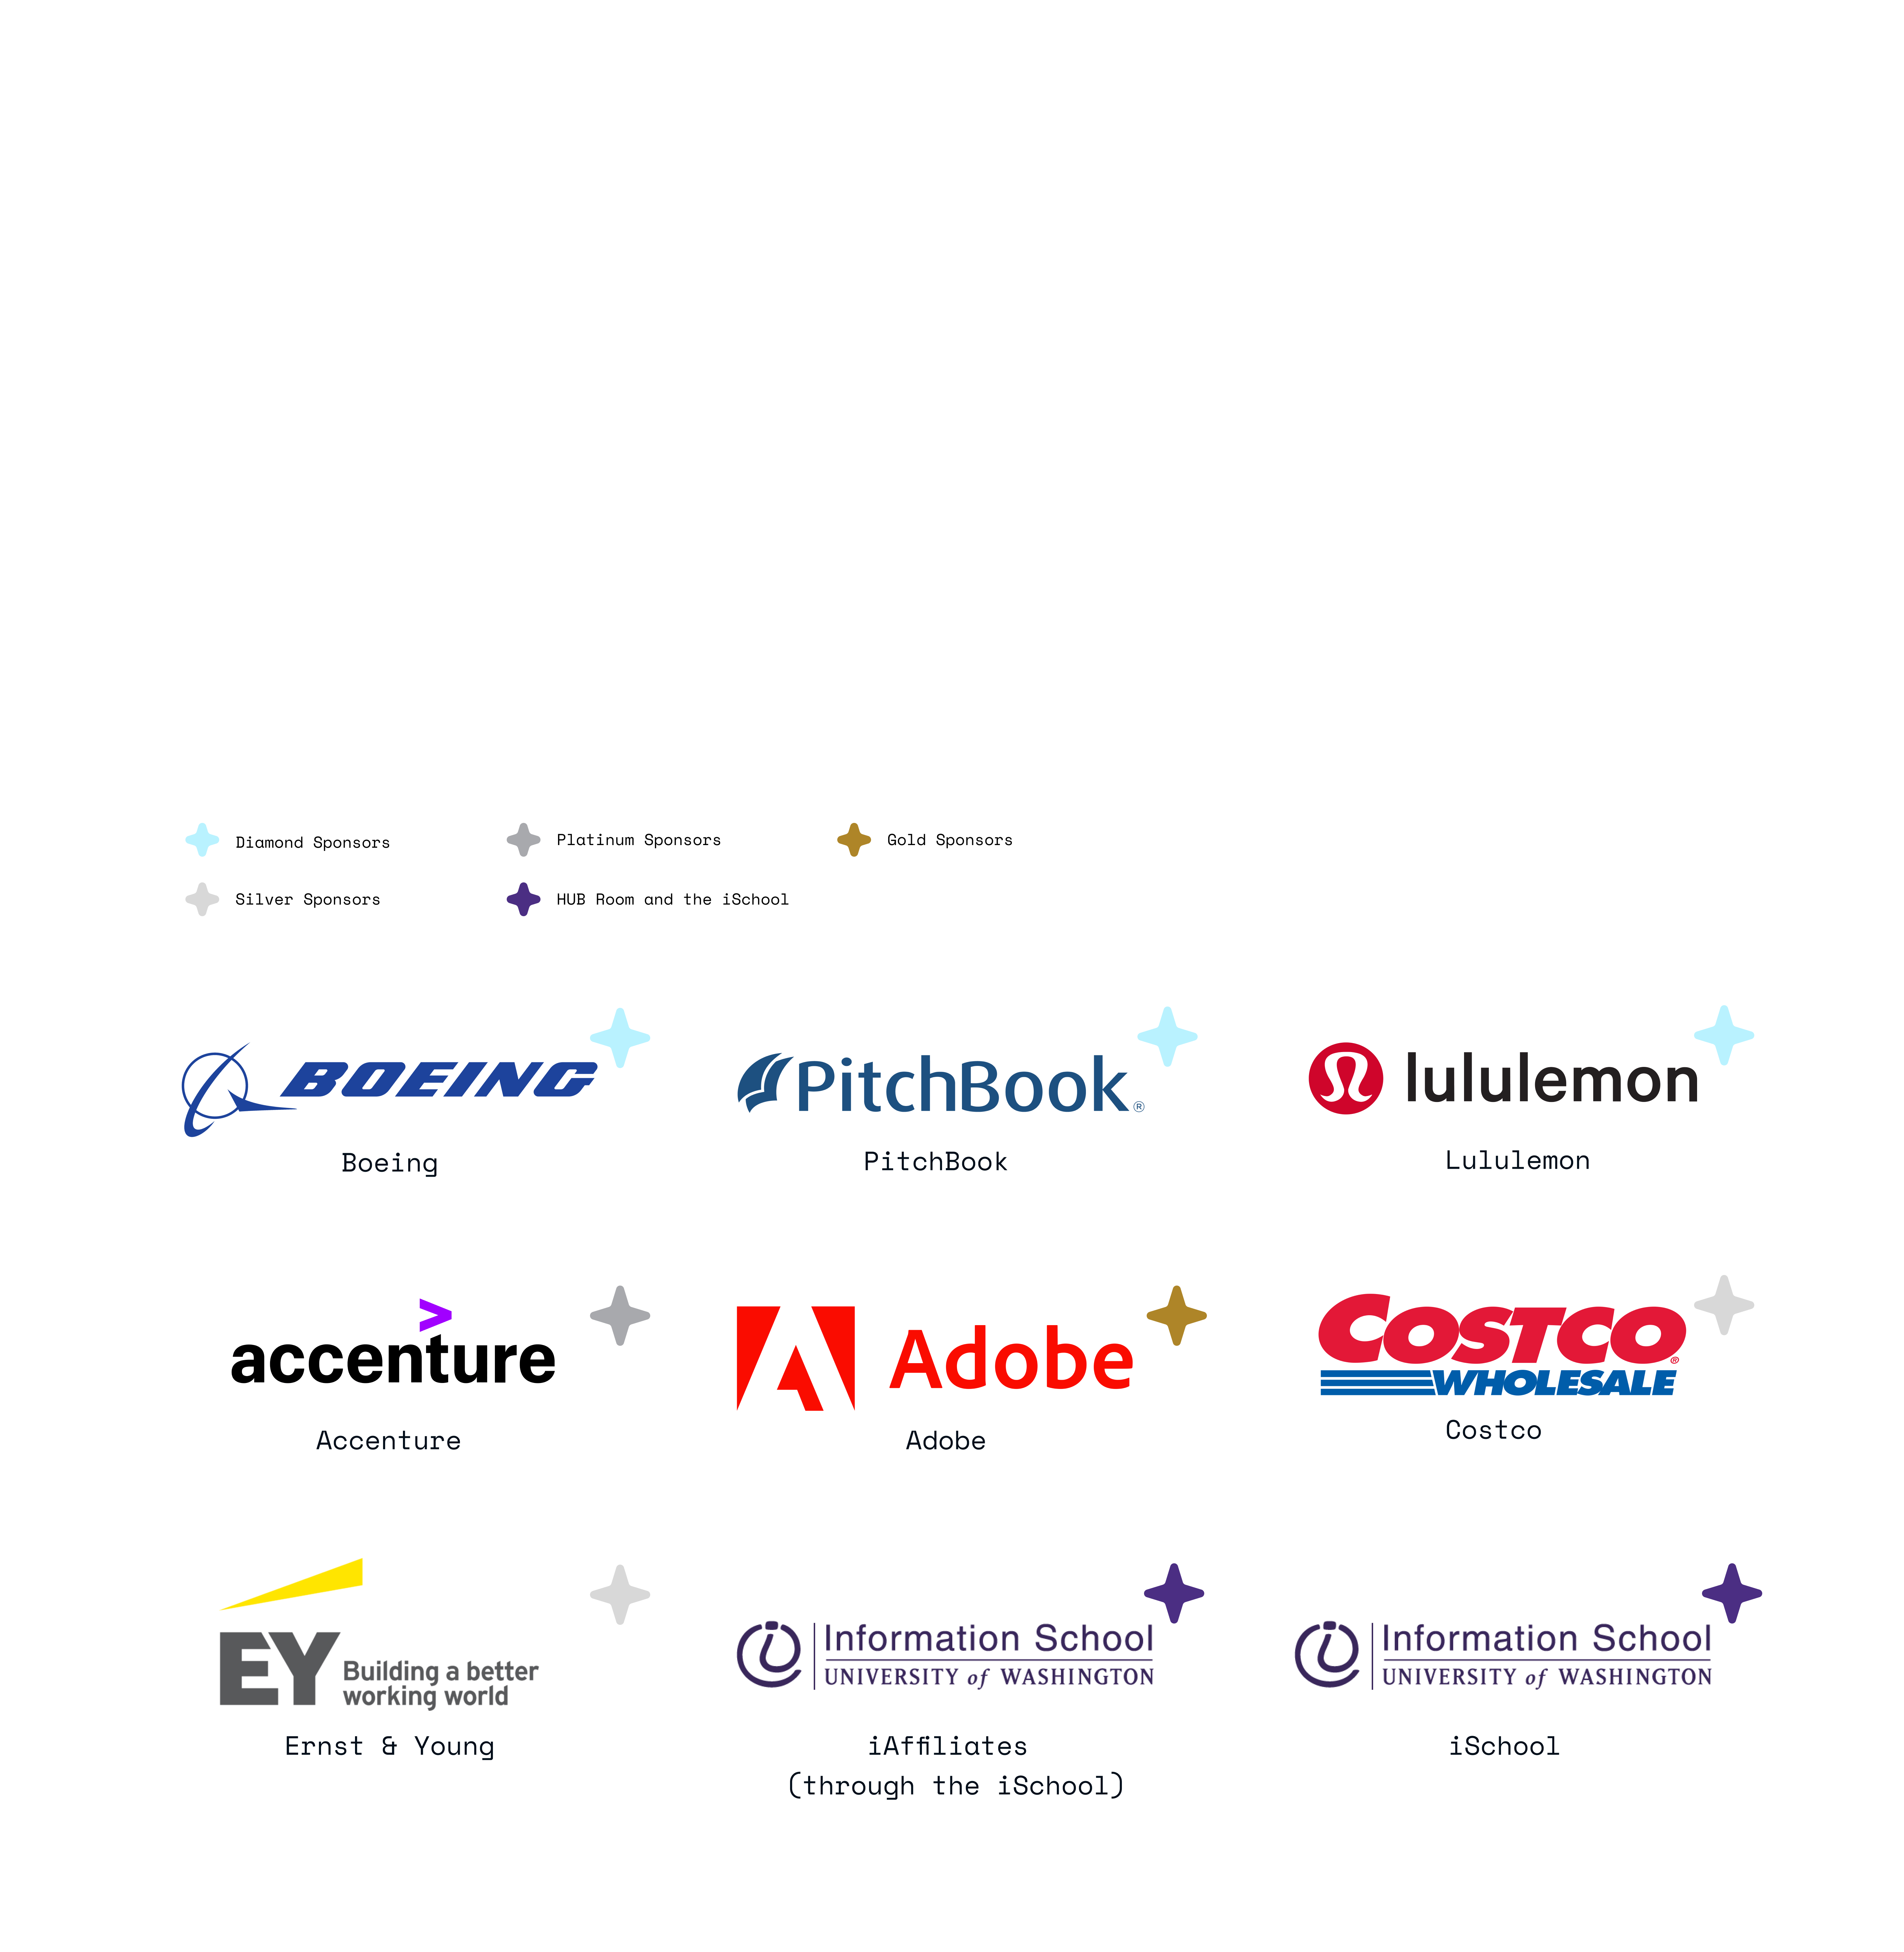 Diamond Sponsors
Platinum Sponsors
Gold Sponsors
Silver Sponsors
HUB Room and the iSchool
BOEING
PitchBook®
lululemon
Boeing
PitchBook
Lululemon
accenture
Adobe
COSTCO®
WHOLESALE
Accenture
Adobe
Costco
EY Building a better
working world
Information School
UNIVERSITY of WASHINGTON
Information School
UNIVERSITY of WASHINGTON
Ernst & Young
iAffiliates
(through the iSchool)
iSchool